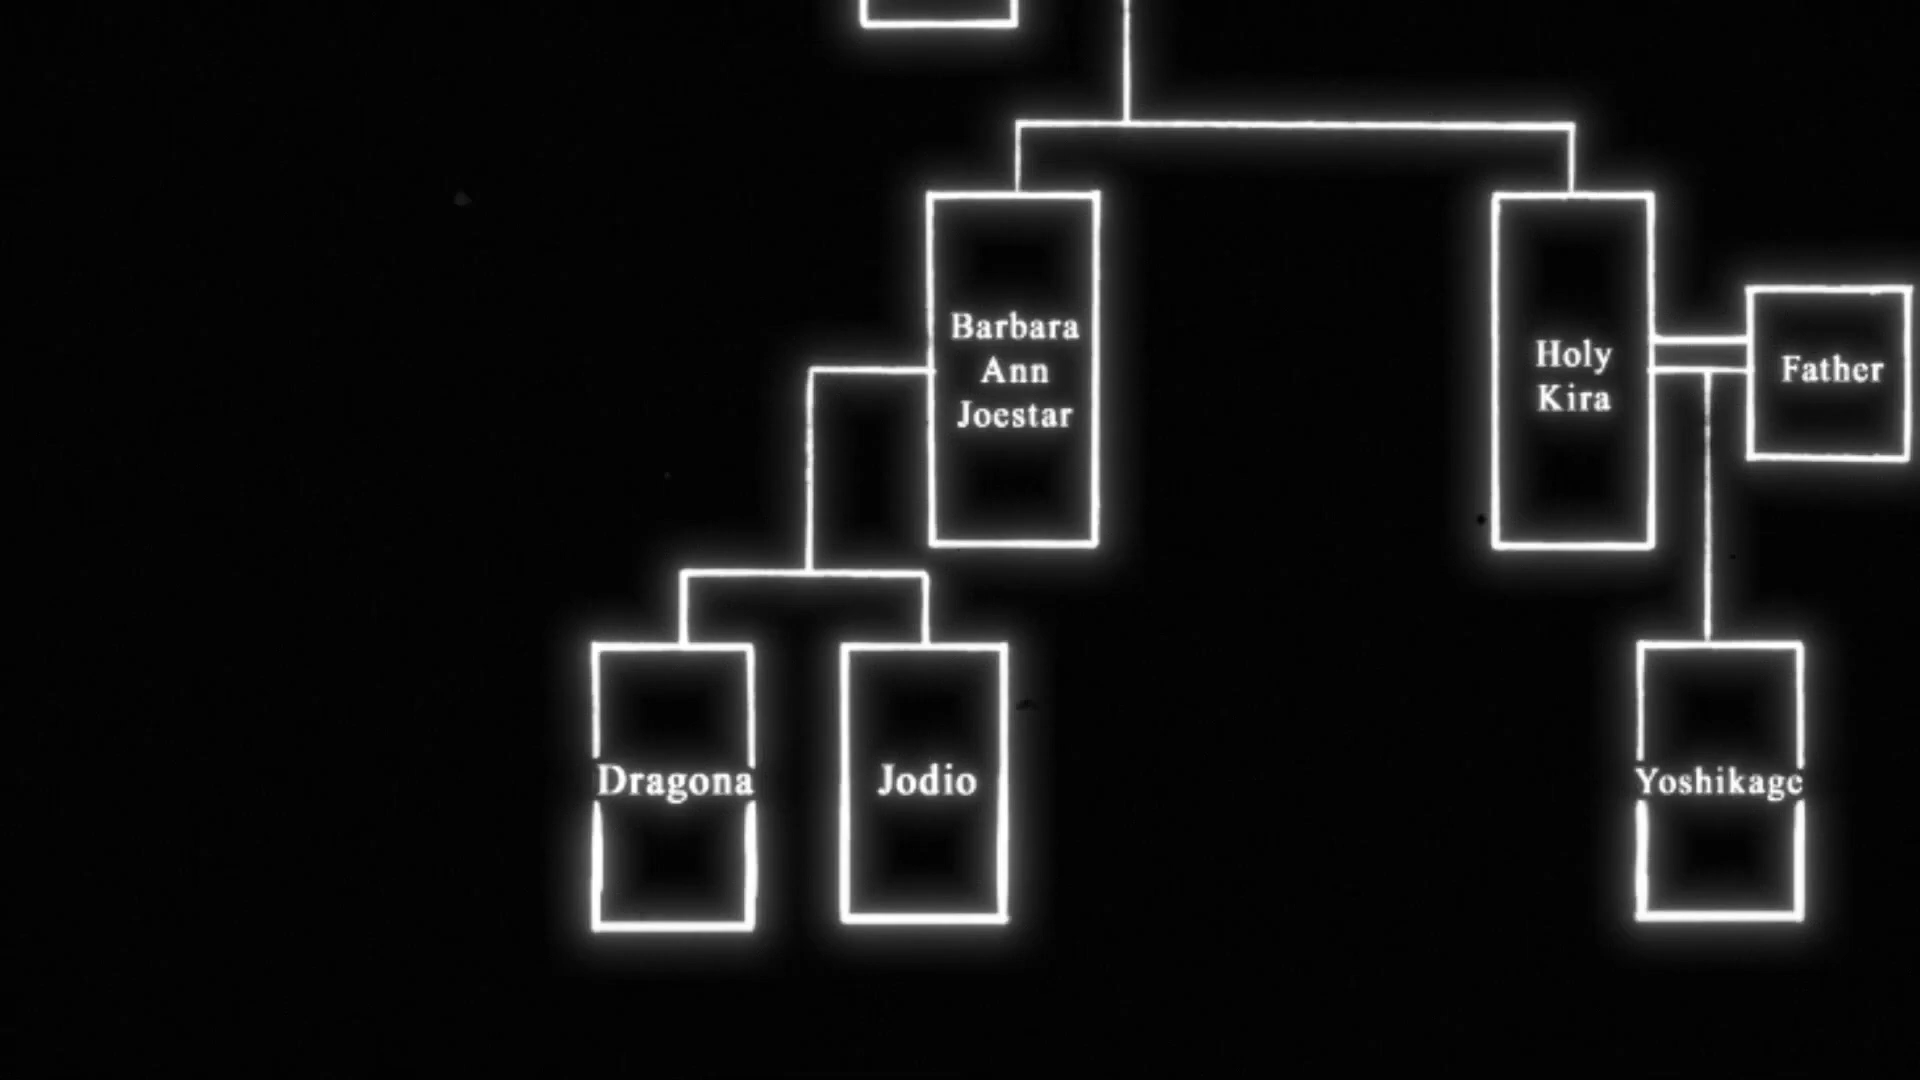 Barbara
Ann
Joestar
Holy
Kira
Father
Dragona
Jodio
Yoshikage